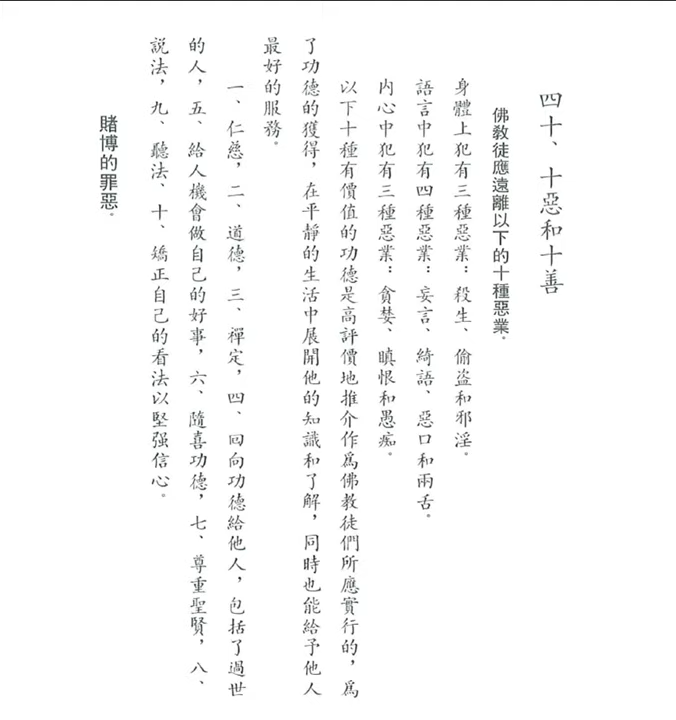 四十、十惡和十善
佛教徒應遠離以下的十種惡業.
身體上犯有三種惡業：殺生、偷盜和邪淫。
語言中犯有四種惡業：妄言、綺語、惡口和兩舌。
內心中犯有三種惡業：貪婪、瞋恨和愚痴。
以下十種有價值的功德是高評價地推介作爲佛教徒們所應實行的，爲
了功德的獲得，在平靜的生活中展開他的知識和了解，同時也能給予他人
最好的服務。
一、仁慈，二、道德，三、禪定，四、回向功德給他人，包括了過世
的人，五、給人機會做自己的好事，六、隨喜功德，七、尊重聖賢，八、
説法，九、聽法、十、矯正自己的看法以堅强信心。
賭博的罪惡.